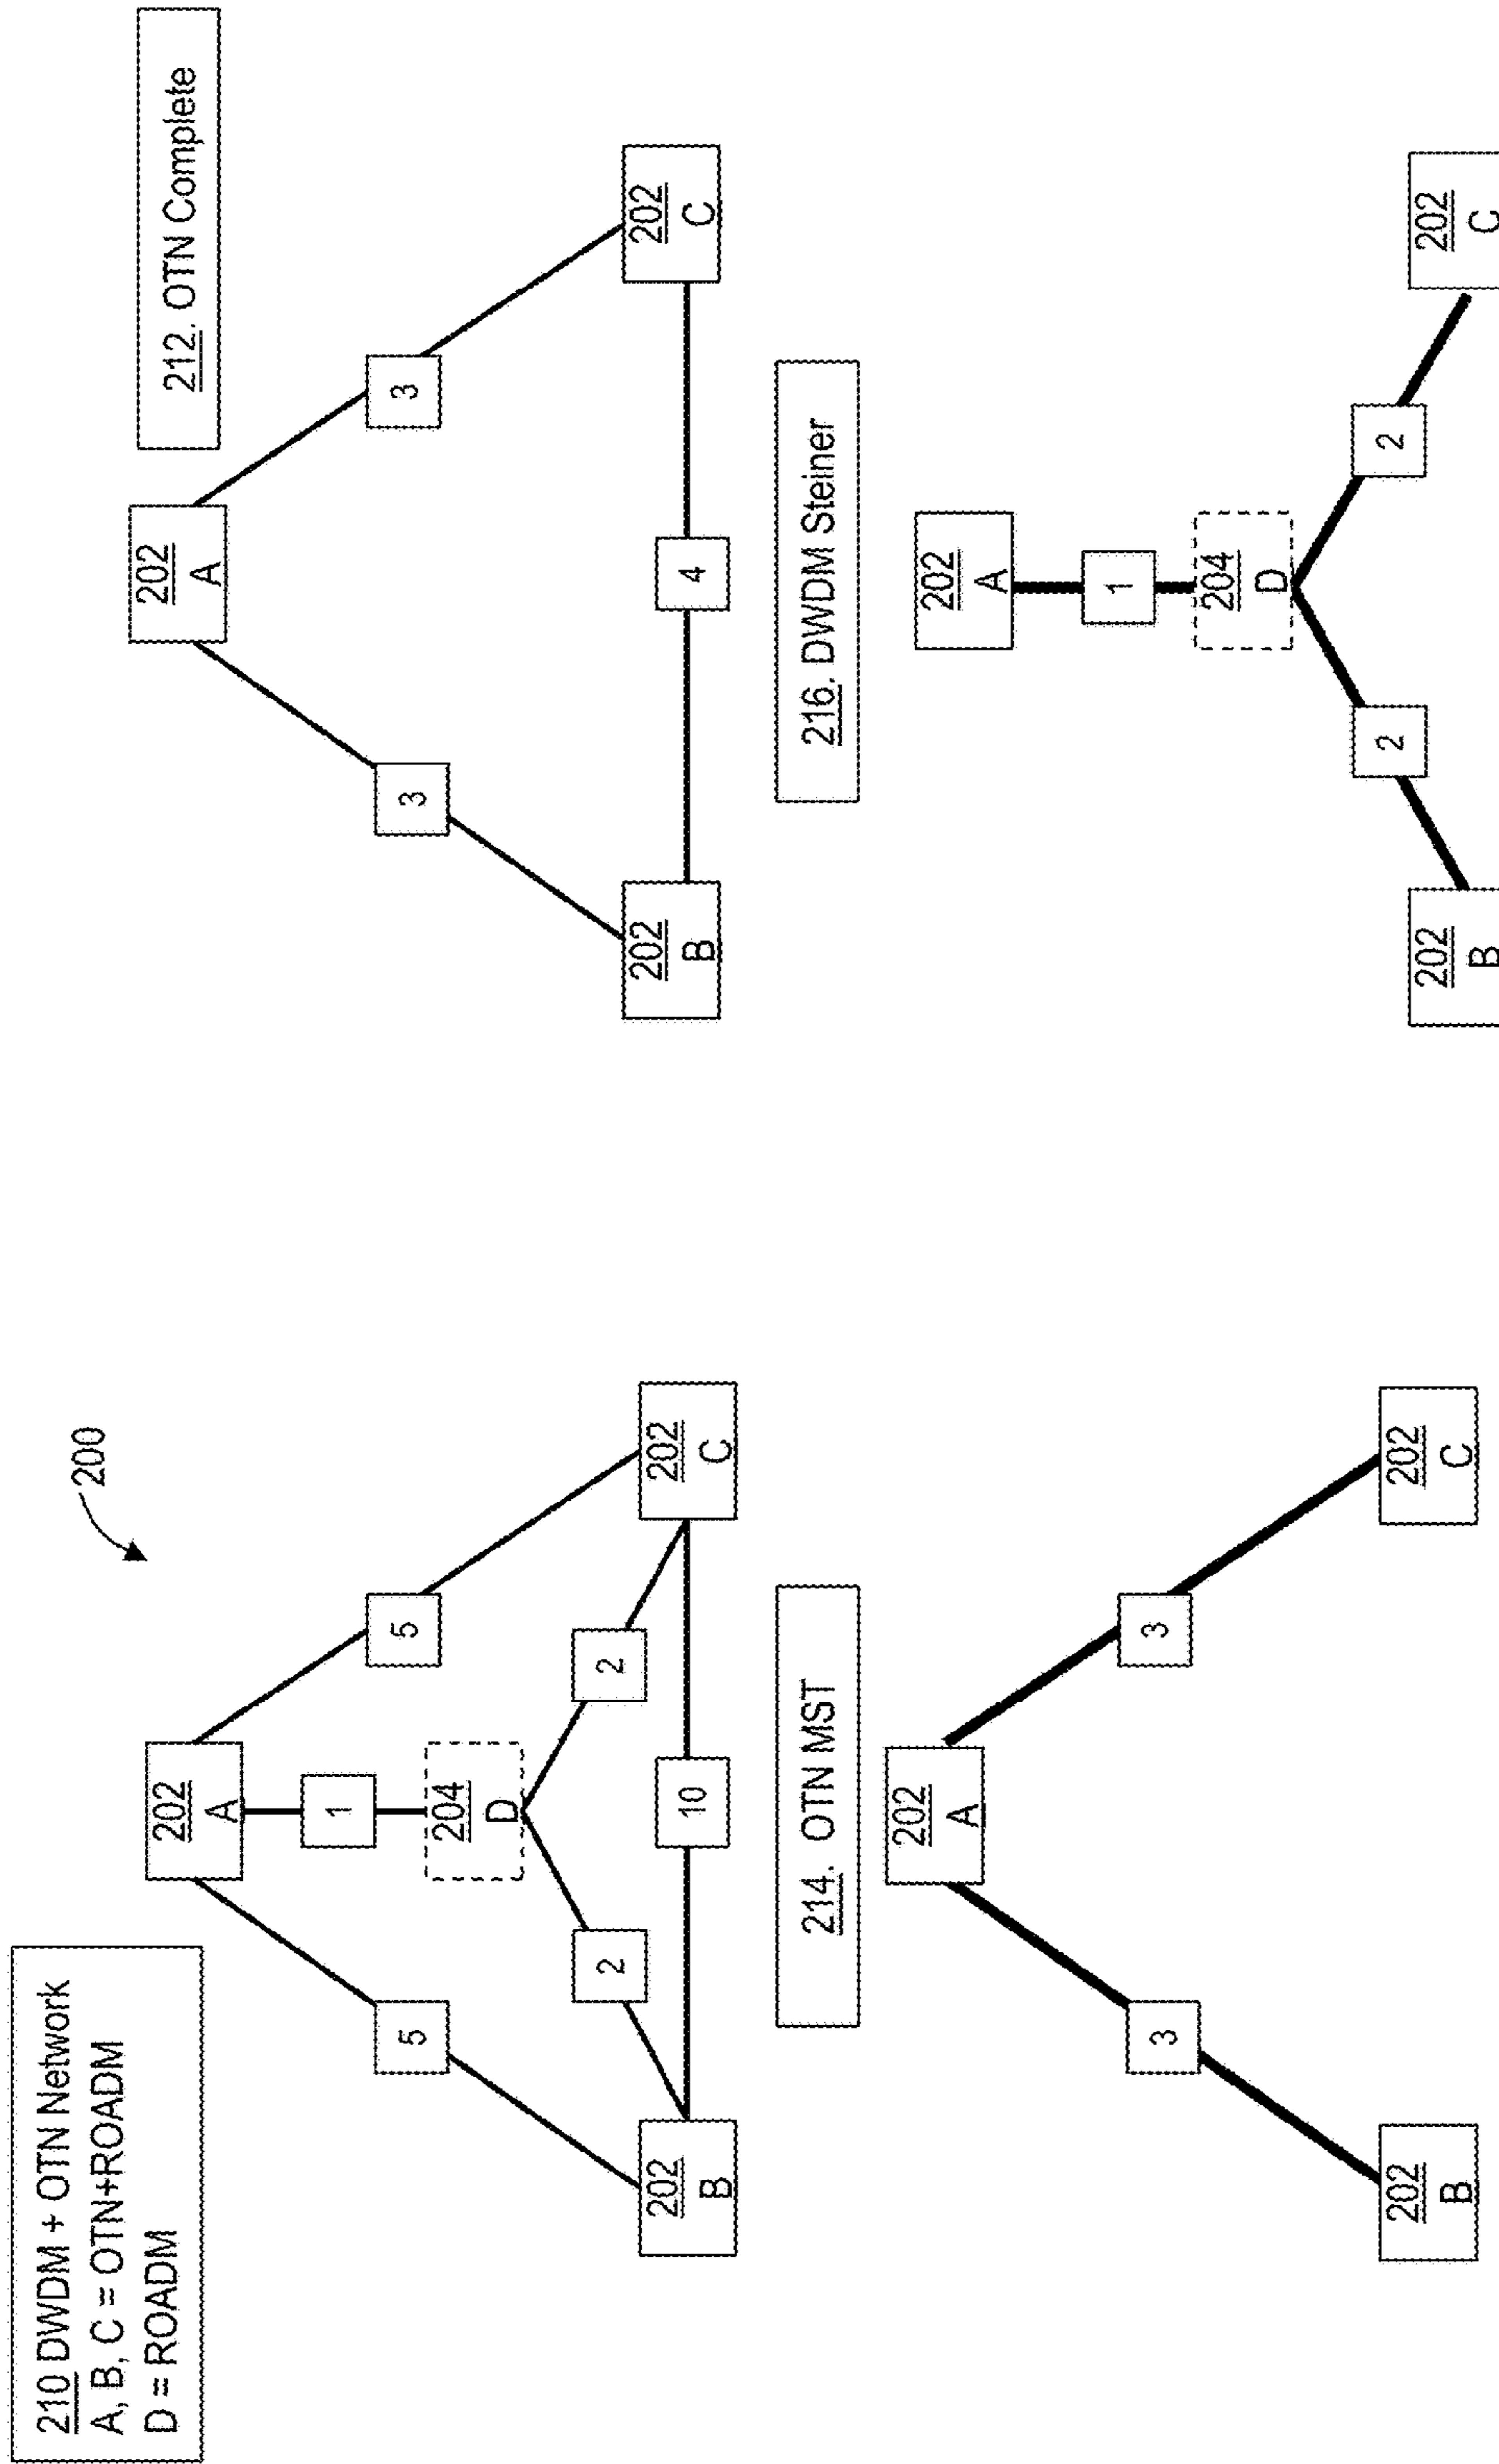 210 DWDM + OTN Network
A, B, C = OTN+ROADM
D = ROADM
200
202
A
5
5
1
204
D
2
2
10
202
B
202
C
212. OTN Complete
202
A
3
3
4
202
B
202
C
214. OTN MST
202
A
3
3
202
B
202
C
216. DWDM Steiner
202
A
1
204
D
2
2
202
B
202
C